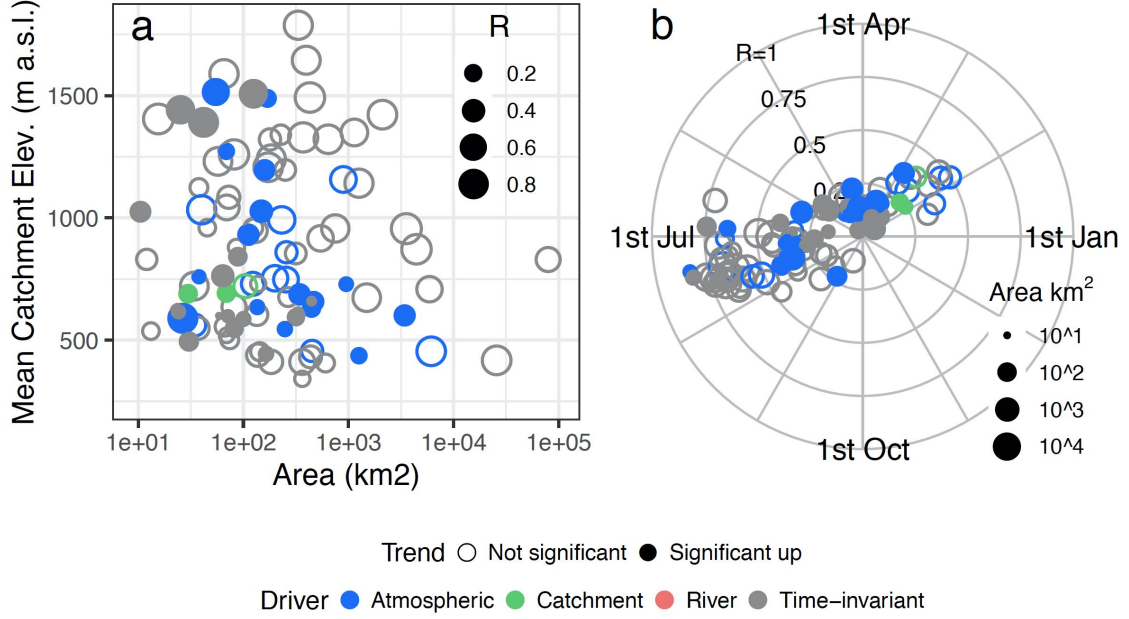 a
R
0.2
0.4
0.6
0.8
1500
1000
500
Mean Catchment Elev. (m a.s.l.)
1e+01 1e+02 1e+03 1e+04 1e+05
Area (km2)
b
1st Apr
R=1
0.75
0.5
1st Jul
1st Jan
1st Oct
Area km2
10^1
10^2
10^3
10^4
Trend Not significant Significant up
Driver Atmospheric Catchment River Time−invariant